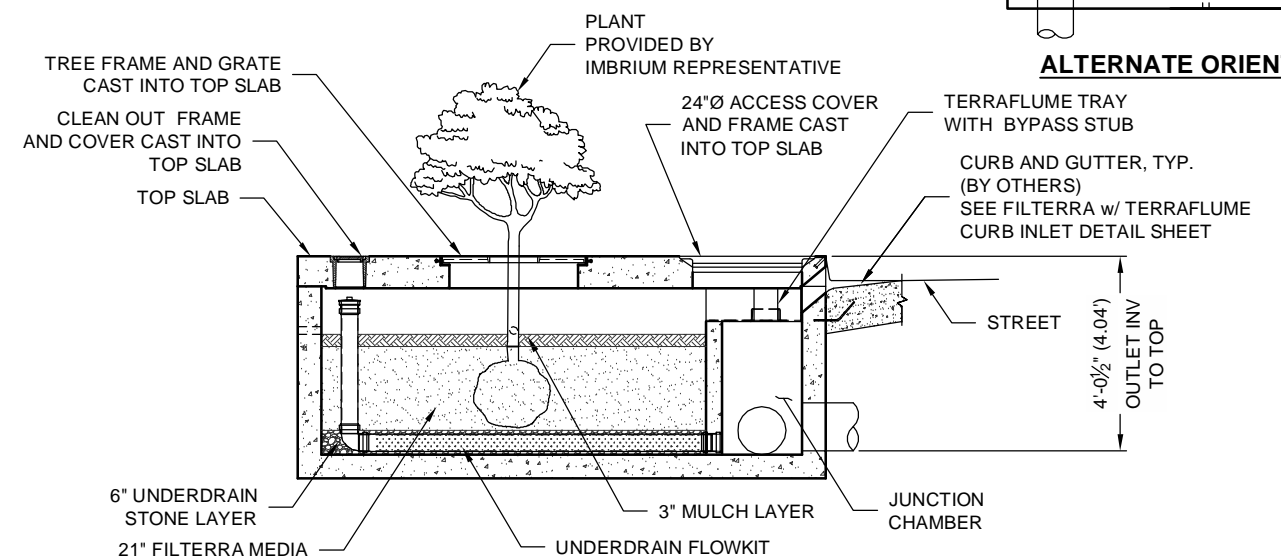 PLANT
PROVIDED BY
IMBRIUM REPRESENTATIVE
ALTERNATE ORIEN
TREE FRAME AND GRATE
CAST INTO TOP SLAB
24"Ø ACCESS COVER
AND FRAME CAST
INTO TOP SLAB
TERRAFLUME TRAY
WITH BYPASS STUB
CLEAN OUT FRAME
AND COVER CAST INTO
TOP SLAB
CURB AND GUTTER, TYP.
(BY OTHERS)
SEE FILTERRA w/ TERRAFLUME
CURB INLET DETAIL SHEET
TOP SLAB
STREET
4'-0½" (4.04')
OUTLET INV
TO TOP
6" UNDERDRAIN
STONE LAYER
3" MULCH LAYER
JUNCTION
CHAMBER
21" FILTERRA MEDIA
UNDERDRAIN FLOWKIT